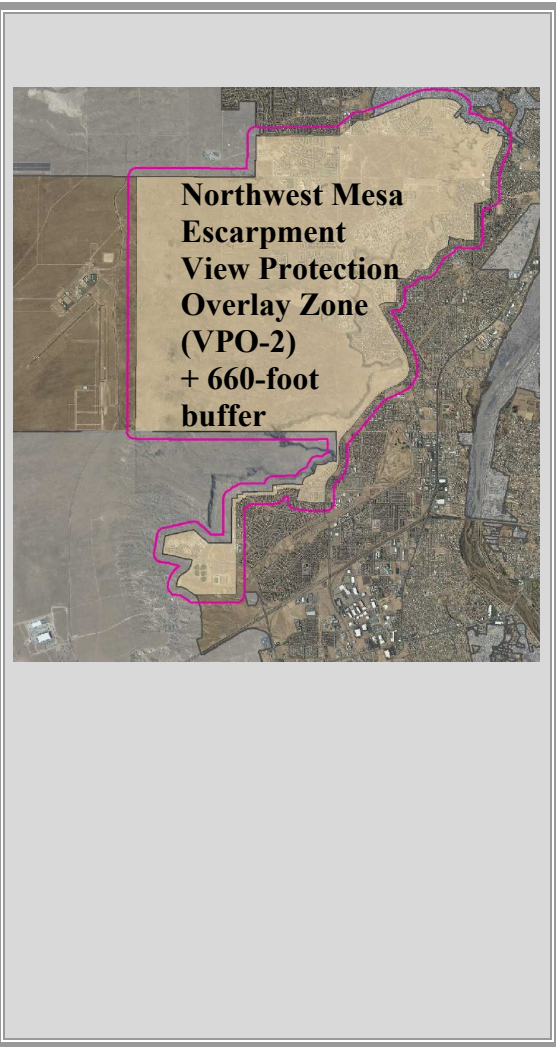 Northwest Mesa
Escarpment
View Protection
Overlay Zone
(VPO-2)
+ 660-foot
buffer